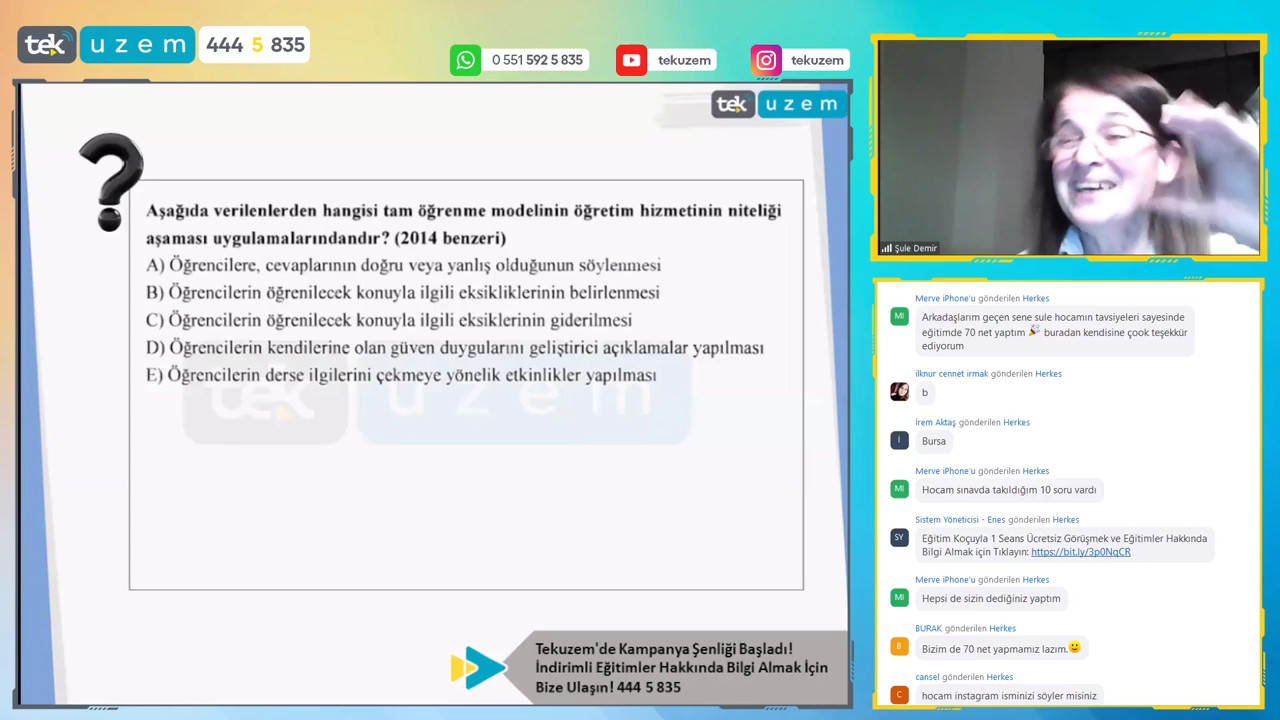 tek uzem 444 5 835
0 551 592 5 835
tekuzem
tekuzem
tek uzem
Aşağıda verilenlerden hangisi tam öğrenme modelinin öğretim hizmetinin niteliği
aşaması uygulamalarındandır? (2014 benzeri)
A) Öğrencilere, cevaplarının doğru veya yanlış olduğunun söylenmesi
B) Öğrencilerin öğrenilecek konuyla ilgili eksikliklerinin belirlenmesi
C) Öğrencilerin öğrenilecek konuyla ilgili eksiklerinin giderilmesi
D) Öğrencilerin kendilerine olan güven duygularını geliştirici açıklamalar yapılması
E) Öğrencilerin derse ilgilerini çekmeye yönelik etkinlikler yapılması
tek uzem
Tekuzem'de Kampanya Şenliği Başladı!
İndirimli Eğitimler Hakkında Bilgi Almak İçin
Bize Ulaşın! 444 5 835
Şule Demir
Merve iPhone'u gönderilen Herkes
MI
Arkadaşlarım geçen sene sule hocamın tavsiyeleri sayesinde
eğitimde 70 net yaptım 🎉 buradan kendisine çook teşekkür
ediyorum
ilknur cennet irmak gönderilen Herkes
b
İrem Aktaş gönderilen Herkes
İ
Bursa
Merve iPhone'u gönderilen Herkes
MI
Hocam sınavda takıldığım 10 soru vardı
Sistem Yöneticisi - Enes gönderilen Herkes
SY
Eğitim Koçuyla 1 Seans Ücretsiz Görüşmek ve Eğitimler Hakkında
Bilgi Almak için Tıklayın: https://bit.ly/3p0NqCR
Merve iPhone'u gönderilen Herkes
MI
Hepsi de sizin dediğiniz yaptım
BURAK gönderilen Herkes
B
Bizim de 70 net yapmamız lazım.🙂
cansel gönderilen Herkes
C
hocam instagram isminizi söyler misiniz